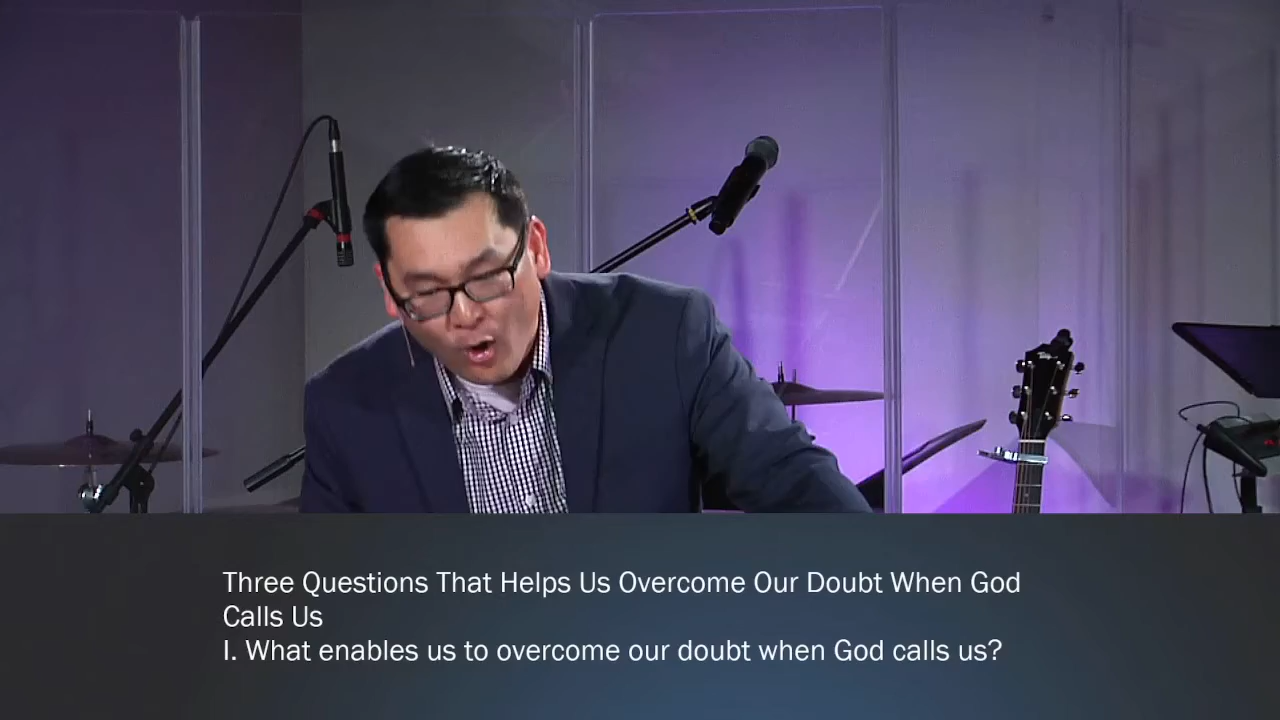 Three Questions That Helps Us Overcome Our Doubt When God
Calls Us
I. What enables us to overcome our doubt when God calls us?